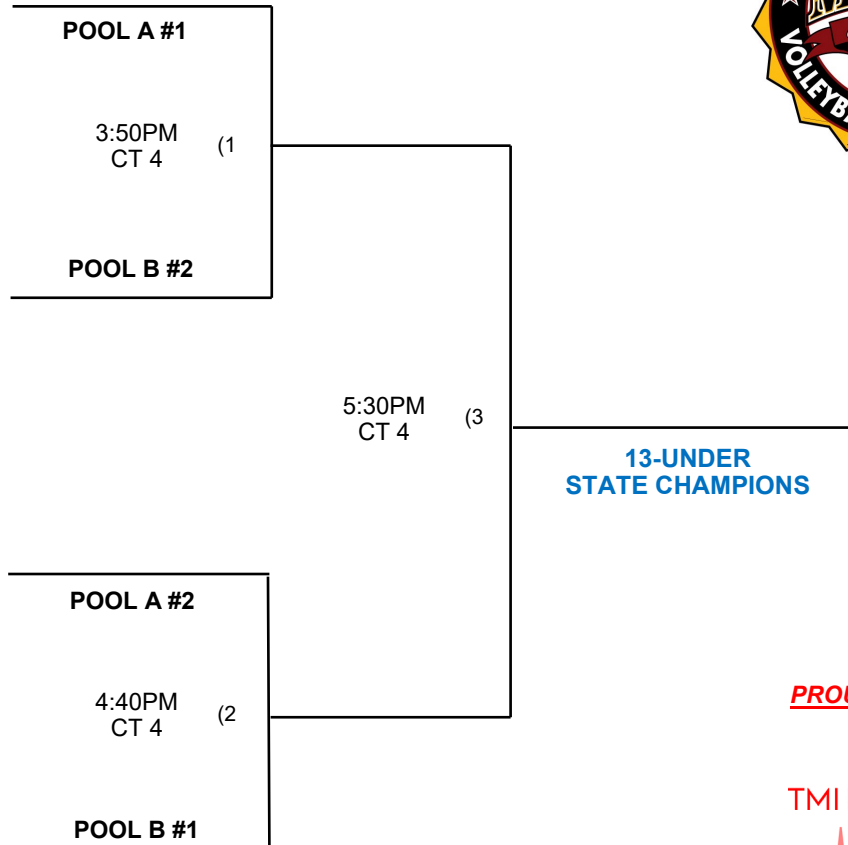 POOL A #1
3:50PM
CT 4
(1
POOL B #2
5:30PM
CT 4
(3
13-UNDER
STATE CHAMPIONS
POOL A #2
4:40PM
CT 4
(2
POOL B #1
TMI